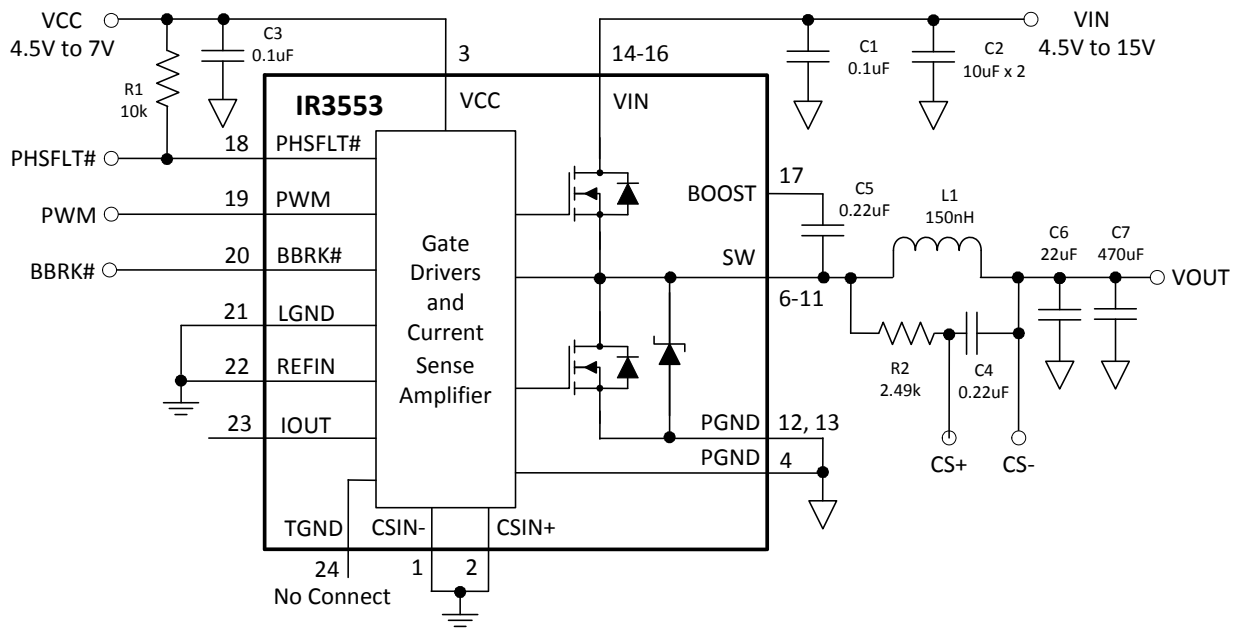 VCC
4.5V to 7V
C3
0.1uF
R1
10k
3
14-16
C1
0.1uF
C2
10uF x 2
VIN
4.5V to 15V
IR3553
VCC
VIN
PHSFLT#
18
PHSFLT#
PWM
19
PWM
BBRK#
20
BBRK#
21
LGND
22
REFIN
23
IOUT
Gate
Drivers
and
Current
Sense
Amplifier
BOOST
17
C5
0.22uF
SW
6-11
L1
150nH
C6
22uF
C7
470uF
VOUT
R2
2.49k
C4
0.22uF
CS+
CS-
PGND
12, 13
PGND
4
TGND
CSIN-
CSIN+
24
1
2
No Connect